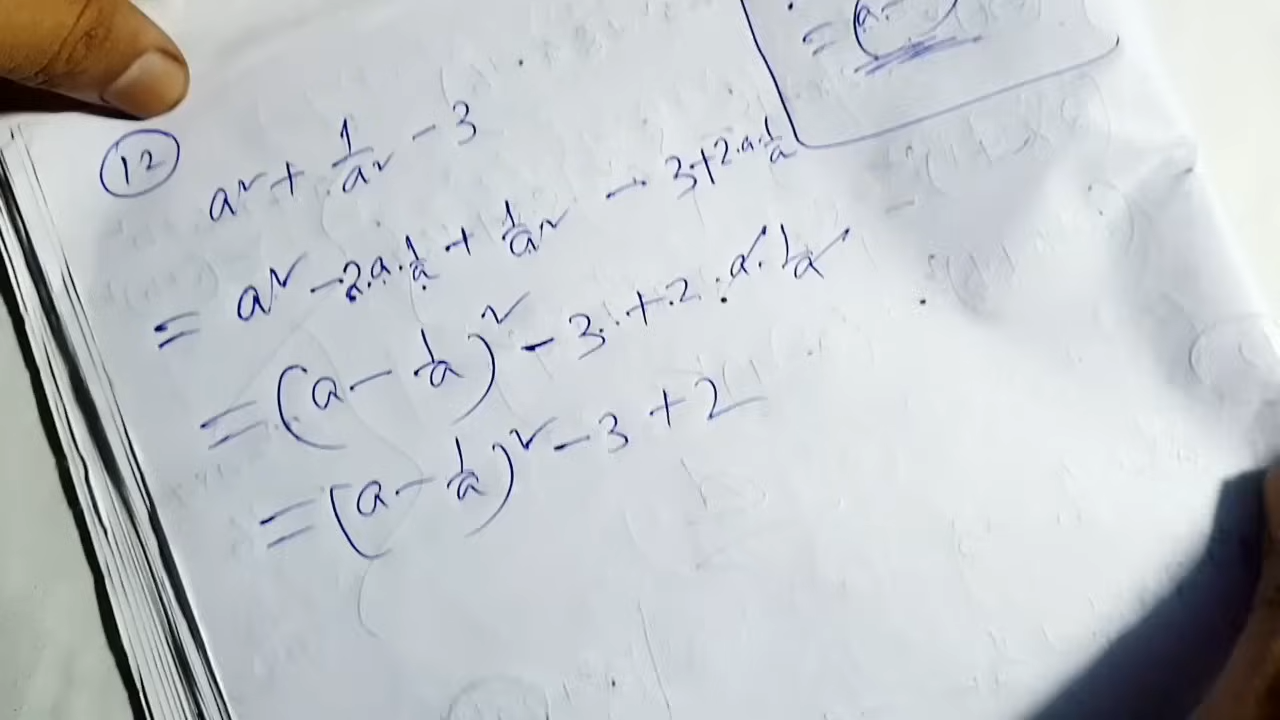 = (a -
(12) a² + 1/a² - 3
= a² - 2.a.1/a + 1/a² - 3 + 2.a.1/a
= (a - 1/a)² - 3 + 2.a.1/a
= (a - 1/a)² - 3 + 2